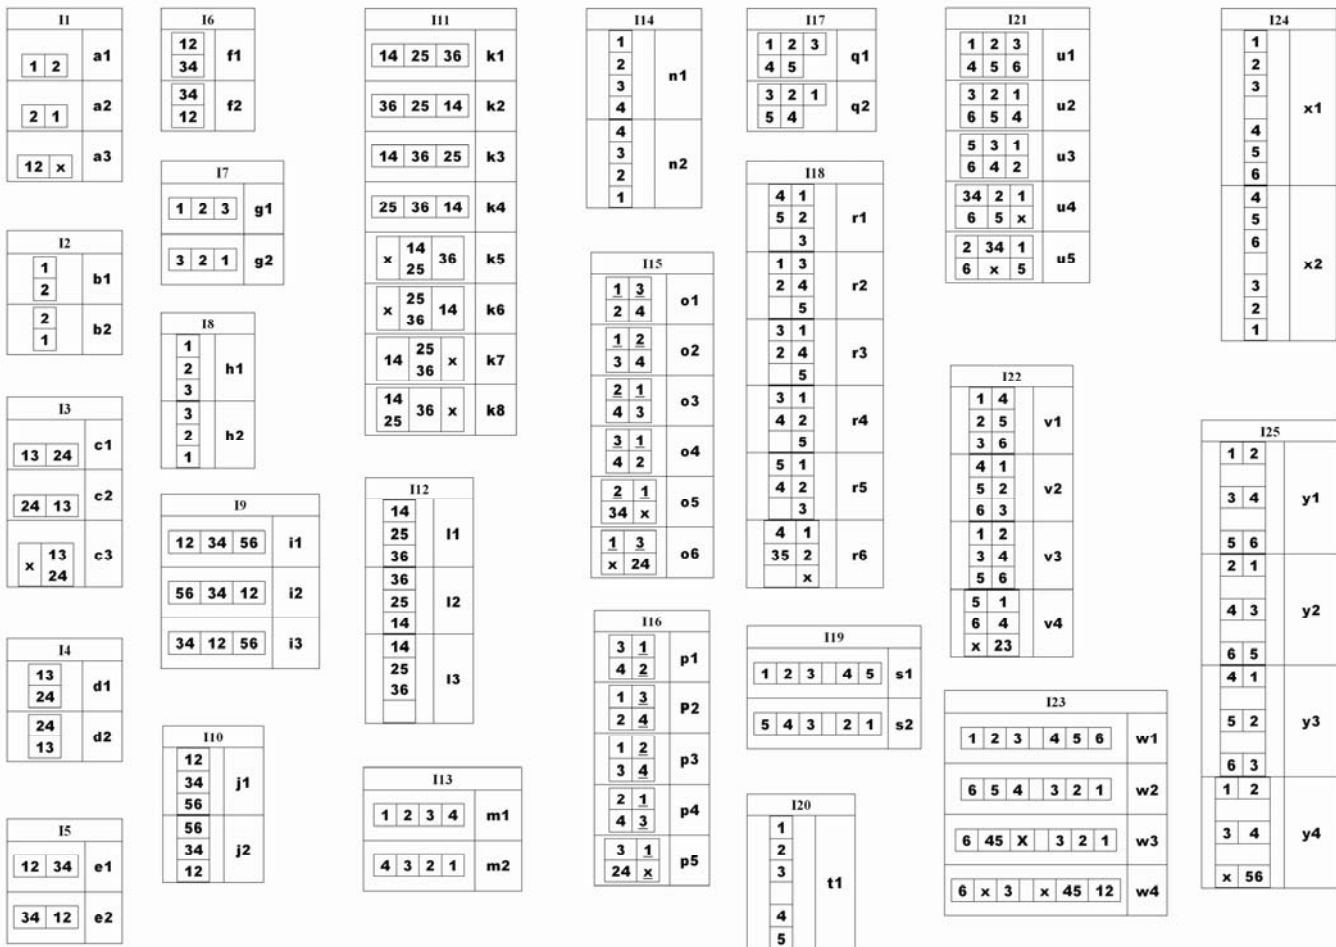 I1
1 2 a1
2 1 a2
12 x a3
I2
1
2
b1
2
1
b2
I3
13 24 c1
24 13 c2
x 13
24
c3
I4
13
24
d1
24
13
d2
I5
12 34 e1
34 12 e2
I6
12
34
f1
34
12
f2
I7
1 2 3 g1
3 2 1 g2
I8
1
2
3
h1
3
2
1
h2
I9
12 34 56 i1
56 34 12 i2
34 12 56 i3
I10
12
34
56
j1
56
34
12
j2
I11
14 25 36 k1
36 25 14 k2
14 36 25 k3
25 36 14 k4
x 14 36
25
k5
x 25 14
36
k6
14 25 x
36
k7
14 36 x
25
k8
I12
14
25
36
l1
36
25
14
l2
14
25
36
l3
I13
1 2 3 4 m1
4 3 2 1 m2
I14
1
2
3
4
n1
4
3
2
1
n2
I15
1 3
2 4
o1
1 2
3 4
o2
2 1
4 3
o3
3 1
4 2
o4
2 1
34 x
o5
1 3
x 24
o6
I16
3 1
4 2
p1
1 3
2 4
P2
1 2
3 4
p3
2 1
4 3
p4
3 1
24 x
p5
I17
1 2 3
4 5
q1
3 2 1
5 4
q2
I18
4 1
5 2
3
r1
1 3
2 4
5
r2
3 1
2 4
5
r3
3 1
4 2
5
r4
5 1
4 2
3
r5
4 1
35 2
x
r6
I19
1 2 3 4 5 s1
5 4 3 2 1 s2
I20
1
2
3
4
5
t1
I21
1 2 3
4 5 6
u1
3 2 1
6 5 4
u2
5 3 1
6 4 2
u3
34 2 1
6 5 x
u4
2 34 1
6 x 5
u5
I22
1 4
2 5
3 6
v1
4 1
5 2
6 3
v2
1 2
3 4
5 6
v3
5 1
6 4
x 23
v4
I23
1 2 3 4 5 6 w1
6 5 4 3 2 1 w2
6 45 X 3 2 1 w3
6 x 3 x 45 12 w4
I24
1
2
3
4
5
6
x1
4
5
6
3
2
1
x2
I25
1 2
3 4
5 6
y1
2 1
4 3
6 5
y2
4 1
5 2
6 3
y3
1 2
3 4
x 56
y4